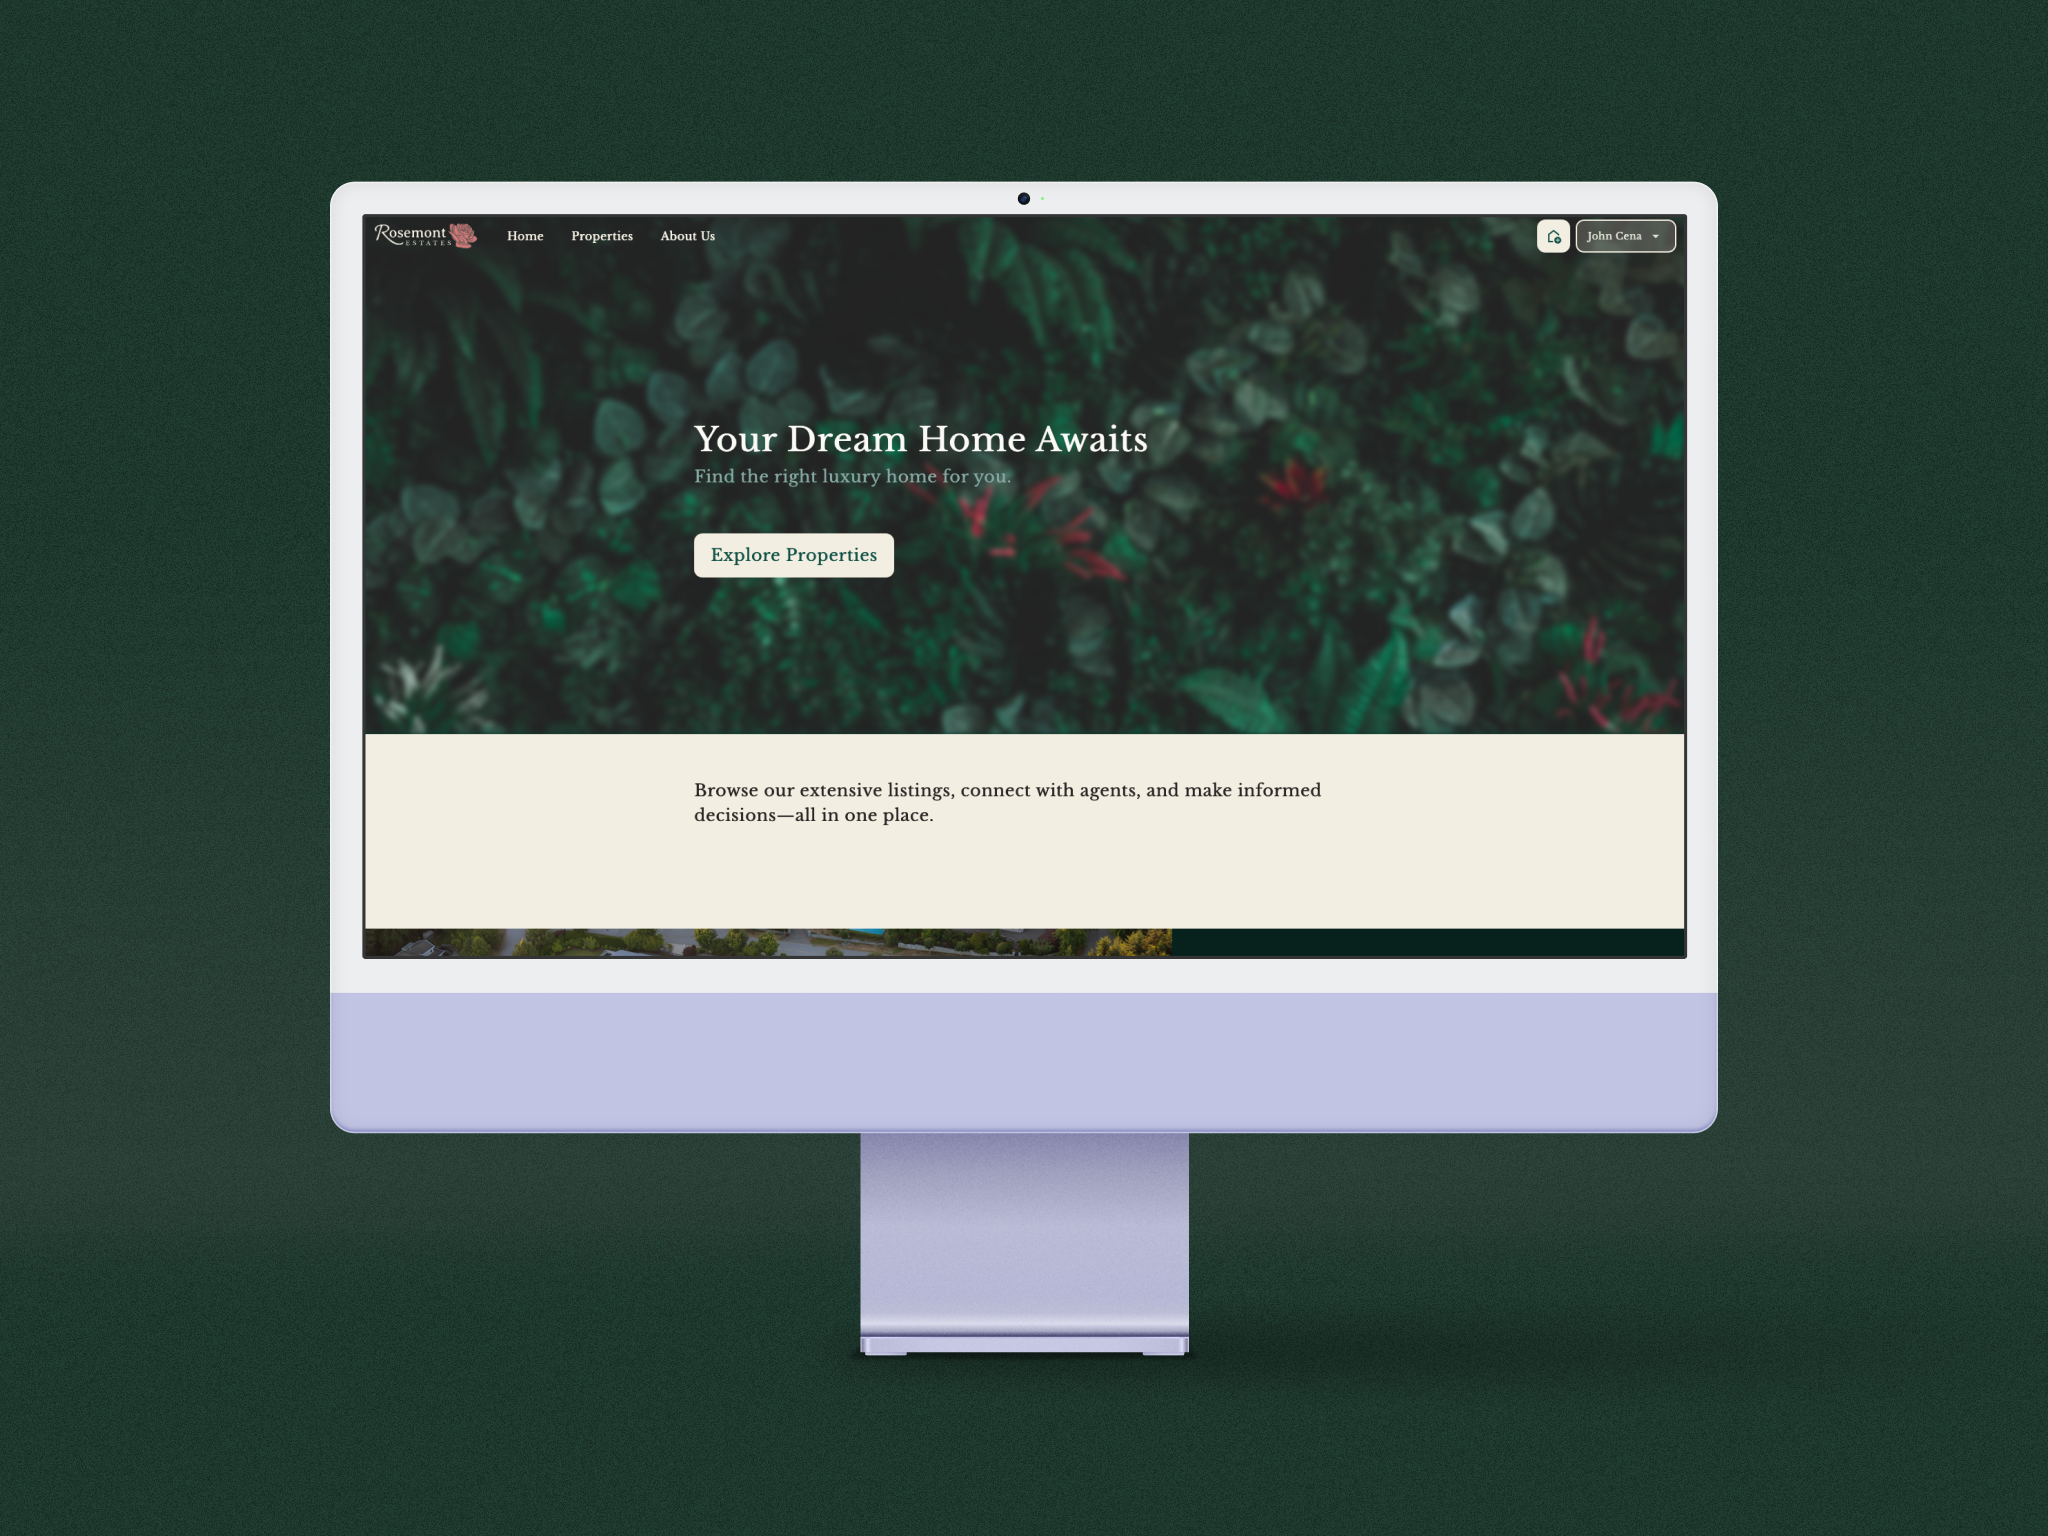 Rosemont
ESTATES
Home Properties About Us
John Cena
Your Dream Home Awaits
Find the right luxury home for you.
Explore Properties
Browse our extensive listings, connect with agents, and make informed
decisions—all in one place.